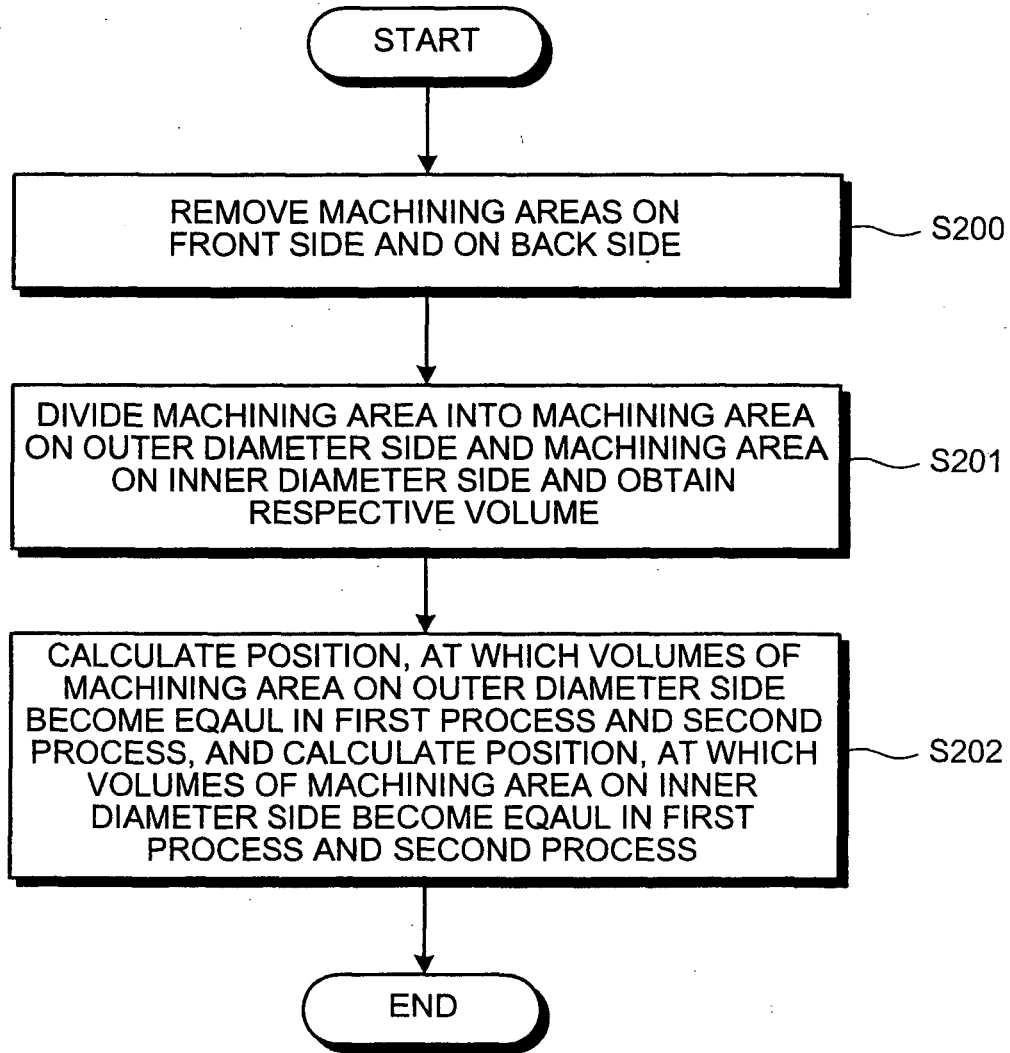 START
REMOVE MACHINING AREAS ON
FRONT SIDE AND ON BACK SIDE
S200
DIVIDE MACHINING AREA INTO MACHINING AREA
ON OUTER DIAMETER SIDE AND MACHINING AREA
ON INNER DIAMETER SIDE AND OBTAIN
RESPECTIVE VOLUME
S201
CALCULATE POSITION, AT WHICH VOLUMES OF
MACHINING AREA ON OUTER DIAMETER SIDE
BECOME EQAUL IN FIRST PROCESS AND SECOND
PROCESS, AND CALCULATE POSITION, AT WHICH
VOLUMES OF MACHINING AREA ON INNER
DIAMETER SIDE BECOME EQAUL IN FIRST
PROCESS AND SECOND PROCESS
S202
END